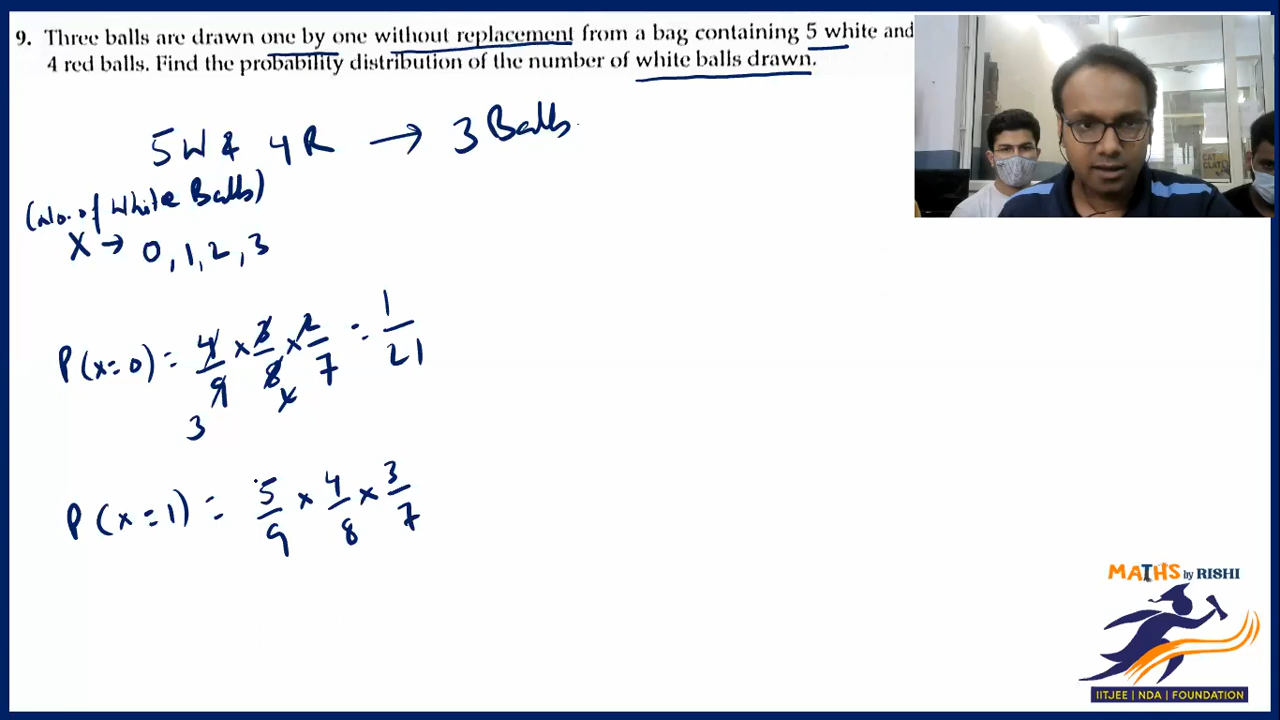 9. Three balls are drawn one by one without replacement from a bag containing 5 white and
4 red balls. Find the probability distribution of the number of white balls drawn.
5W & 4R → 3 Balls
(No. of White Balls)
X → 0, 1, 2, 3
P(x=0) = 4/9 × 3/8 × 2/7 = 1/21
3
P(x=1) = 5/9 × 4/8 × 3/7
MATHS by RISHI
IITJEE | NDA | FOUNDATION